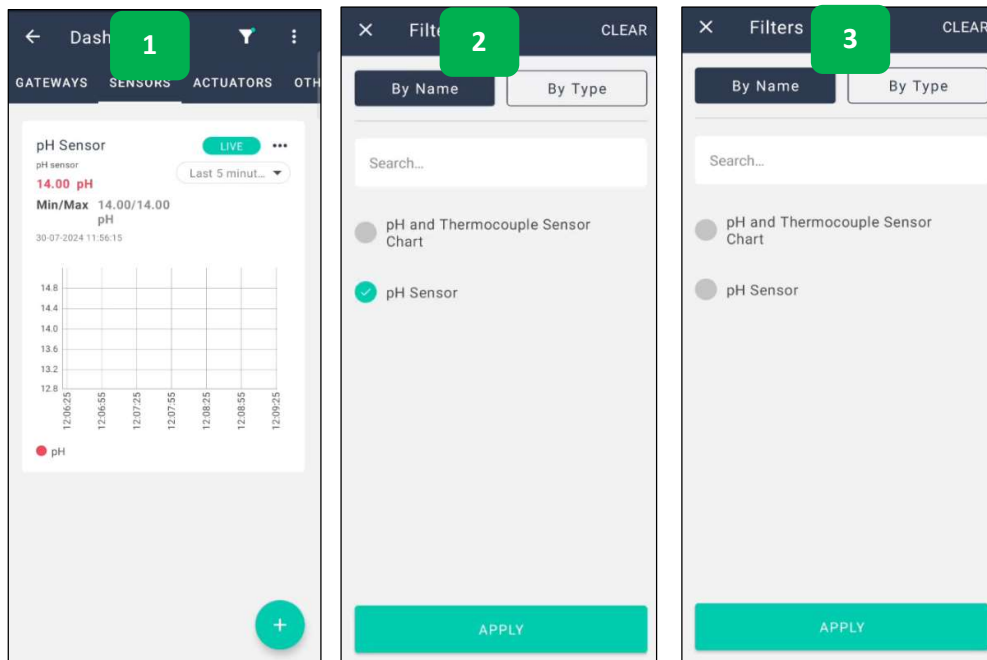 Dash
1
GATEWAYS SENSORS ACTUATORS OTH
pH Sensor
LIVE
pH sensor
Last 5 minut...
14.00 pH
Min/Max 14.00/14.00
pH
30-07-2024 11:56:15
14.8
14.4
14.0
13.6
13.2
12.8
12:06:25
12:06:55
12:07:25
12:07:55
12:08:25
12:08:55
12:09:25
pH
+
Filte
2
CLEAR
By Name
By Type
Search...
pH and Thermocouple Sensor
Chart
pH Sensor
APPLY
Filters
3
CLEAR
By Name
By Type
Search...
pH and Thermocouple Sensor
Chart
pH Sensor
APPLY